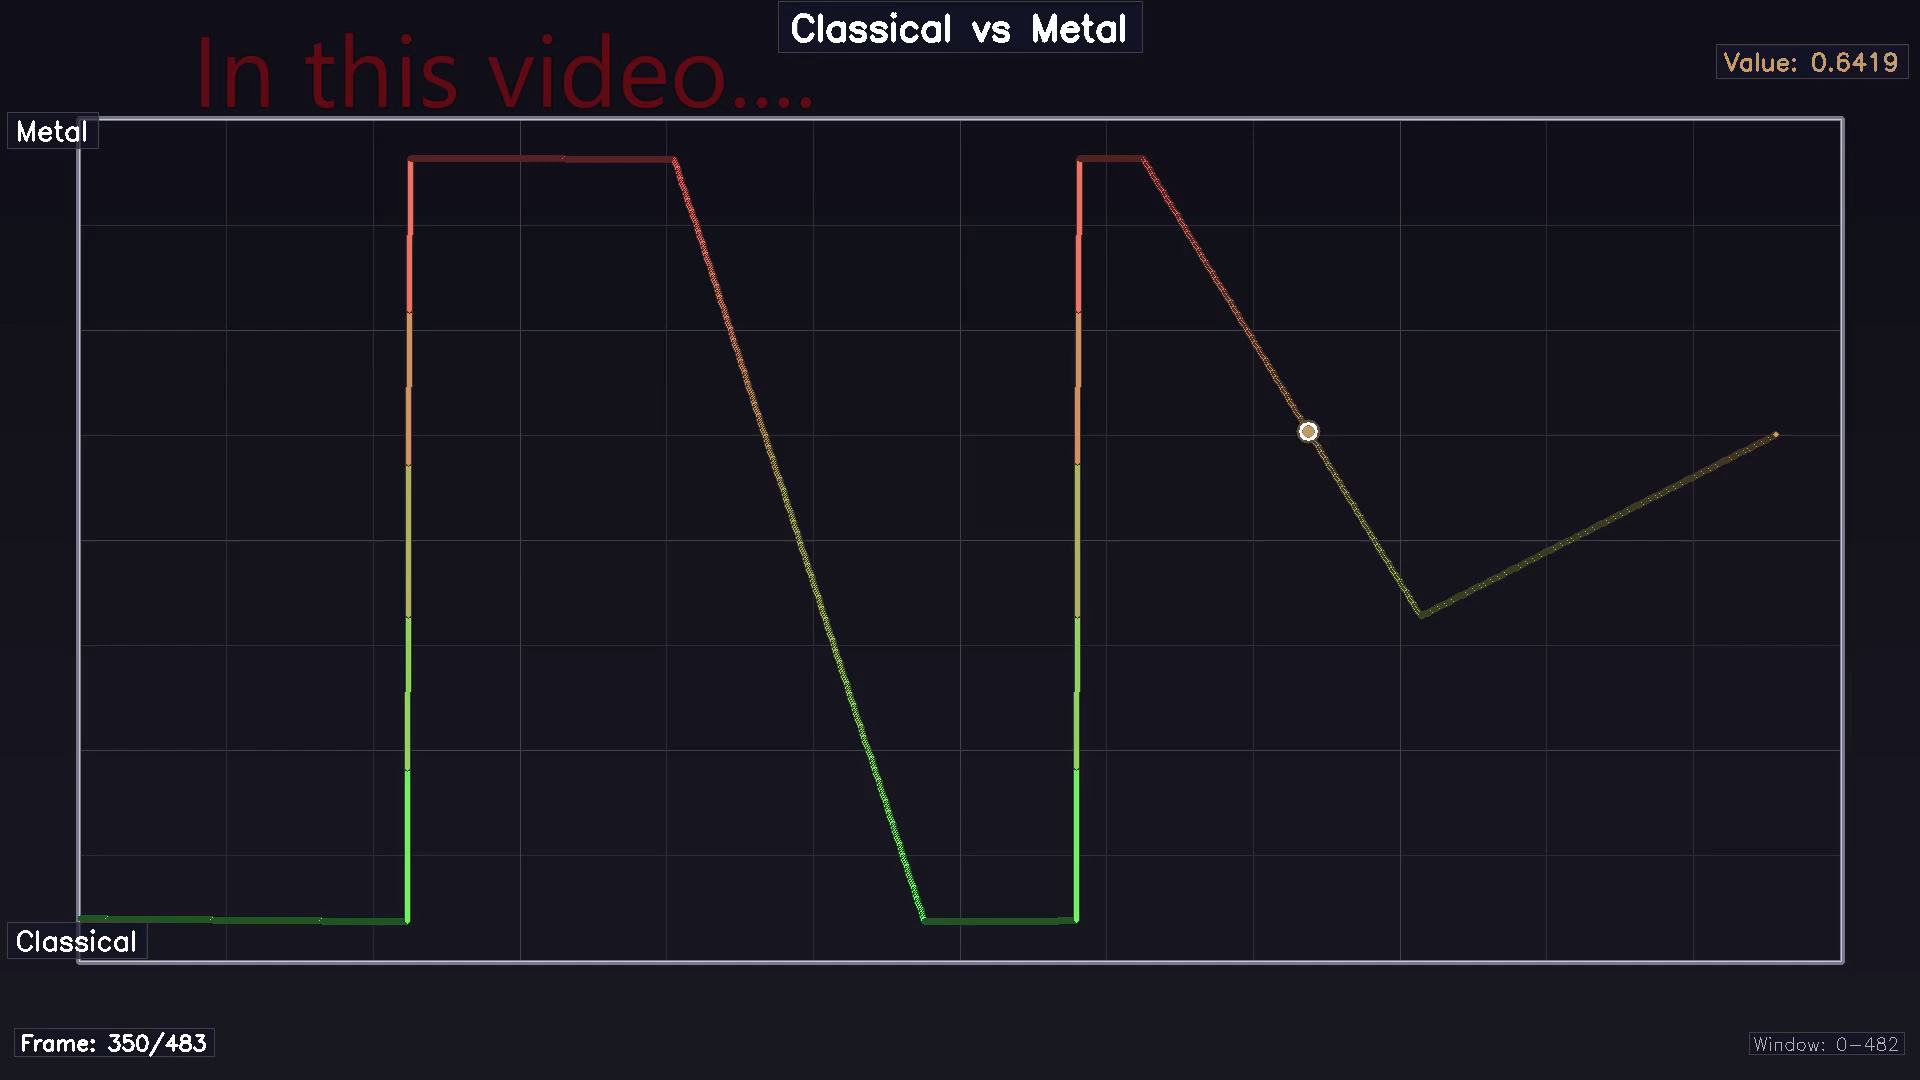 Classical vs Metal
In this video....
Value: 0.6419
Metal
Classical
Frame: 350/483
Window: 0-482